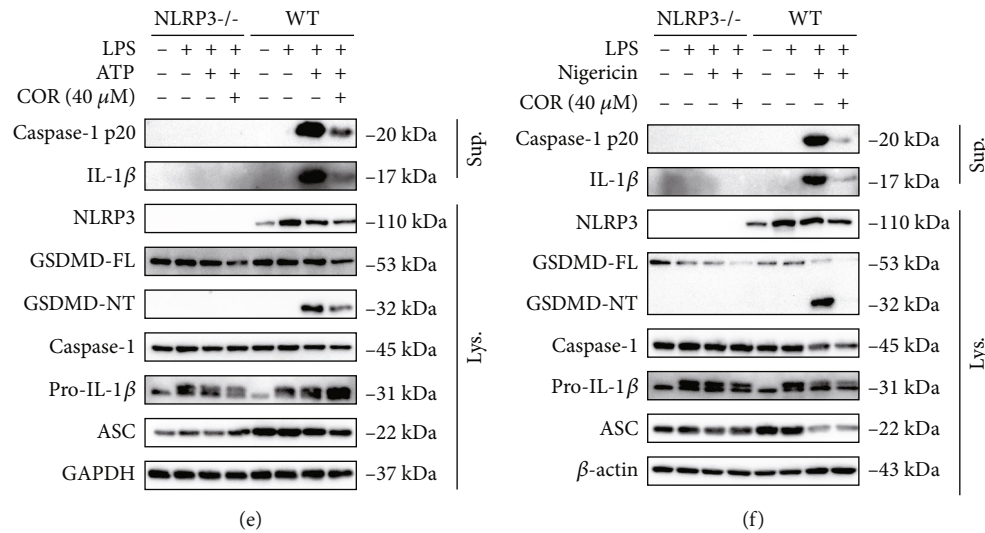 NLRP3-/- WT
LPS − + + + − + + +
ATP − − + + − − + +
COR (40 μM) − − − + − − − +
Caspase-1 p20 –20 kDa
IL-1β –17 kDa
Sup.
NLRP3 –110 kDa
GSDMD-FL –53 kDa
GSDMD-NT –32 kDa
Caspase-1 –45 kDa
Pro-IL-1β –31 kDa
ASC –22 kDa
GAPDH –37 kDa
Lys.
(e)
NLRP3-/- WT
− + + + − + + + LPS
Nigericin − − + + − − + +
COR (40 μM) − − − + − − − +
Caspase-1 p20 –20 kDa
IL-1β –17 kDa
Sup.
NLRP3 –110 kDa
GSDMD-FL –53 kDa
GSDMD-NT –32 kDa
Caspase-1 –45 kDa
Pro-IL-1β –31 kDa
ASC –22 kDa
β-actin –43 kDa
Lys.
(f)